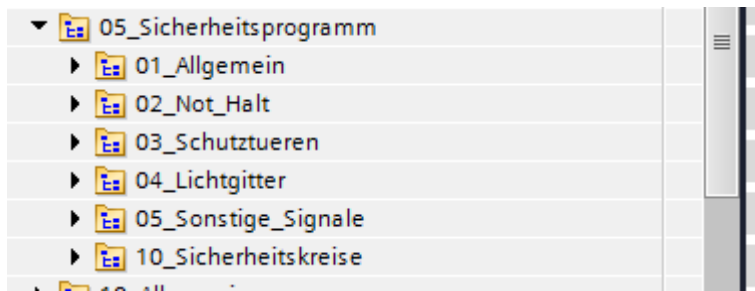 05_Sicherheitsprogramm
01_Allgemein
02_Not_Halt
03_Schutztueren
04_Lichtgitter
05_Sonstige_Signale
10_Sicherheitskreise